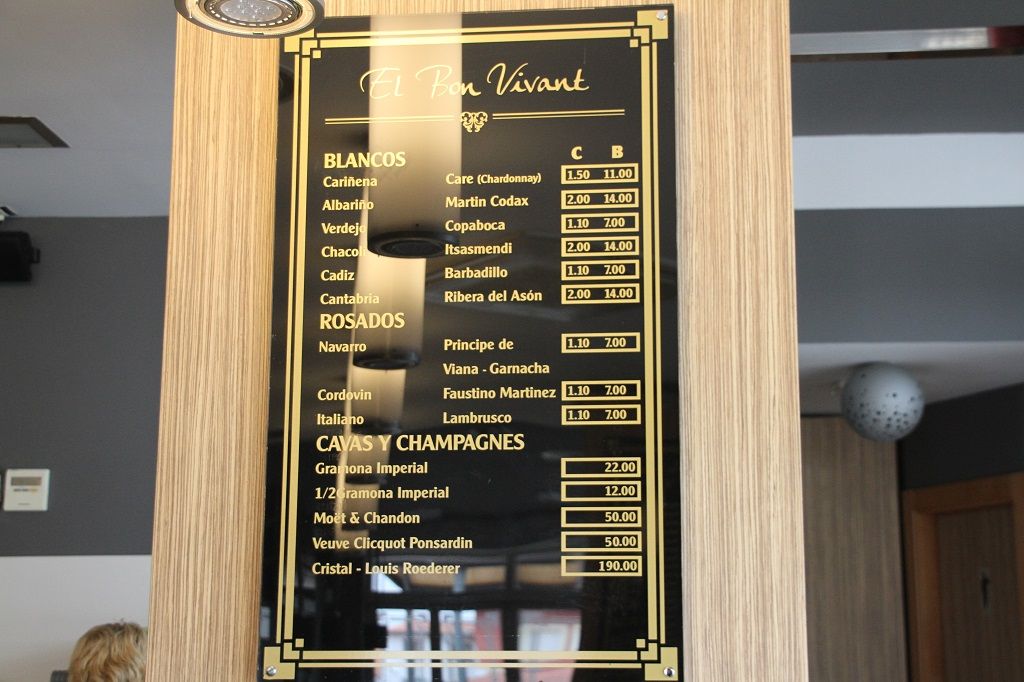 El Bon Vivant
BLANCOS C B
Cariñena Care (Chardonnay) 1.50 11.00
Albariño Martin Codax 2.00 14.00
Verdejo Copaboca 1.10 7.00
Chacolí Itsasmendi 2.00 14.00
Cadiz Barbadillo 1.10 7.00
Cantabria Ribera del Asón 2.00 14.00
ROSADOS
Navarro Principe de 1.10 7.00
Viana - Garnacha
Cordovin Faustino Martinez 1.10 7.00
Italiano Lambrusco 1.10 7.00
CAVAS Y CHAMPAGNES
Gramona Imperial 22.00
1/2Gramona Imperial 12.00
Moët & Chandon 50.00
Veuve Clicquot Ponsardin 50.00
Cristal - Louis Roederer 190.00